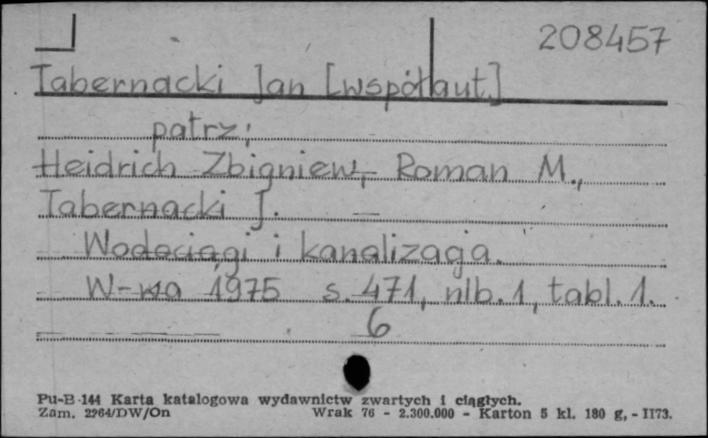 208457
Tabernacki Jan [współaut.]
patrz;
Heidrich Zbigniew, Roman M.,
Tabernacki J.
Wodociągi i kanalizacja.
W-wa 1975 s. 471, nlb. 1, tabl. 1.
6
Pu-B-144 Karta katalogowa wydawnictw zwartych i ciągłych.
Zam. 2964/DW/On Wrak 76 - 2.300.000 - Karton 5 kl. 180 g, - II73.